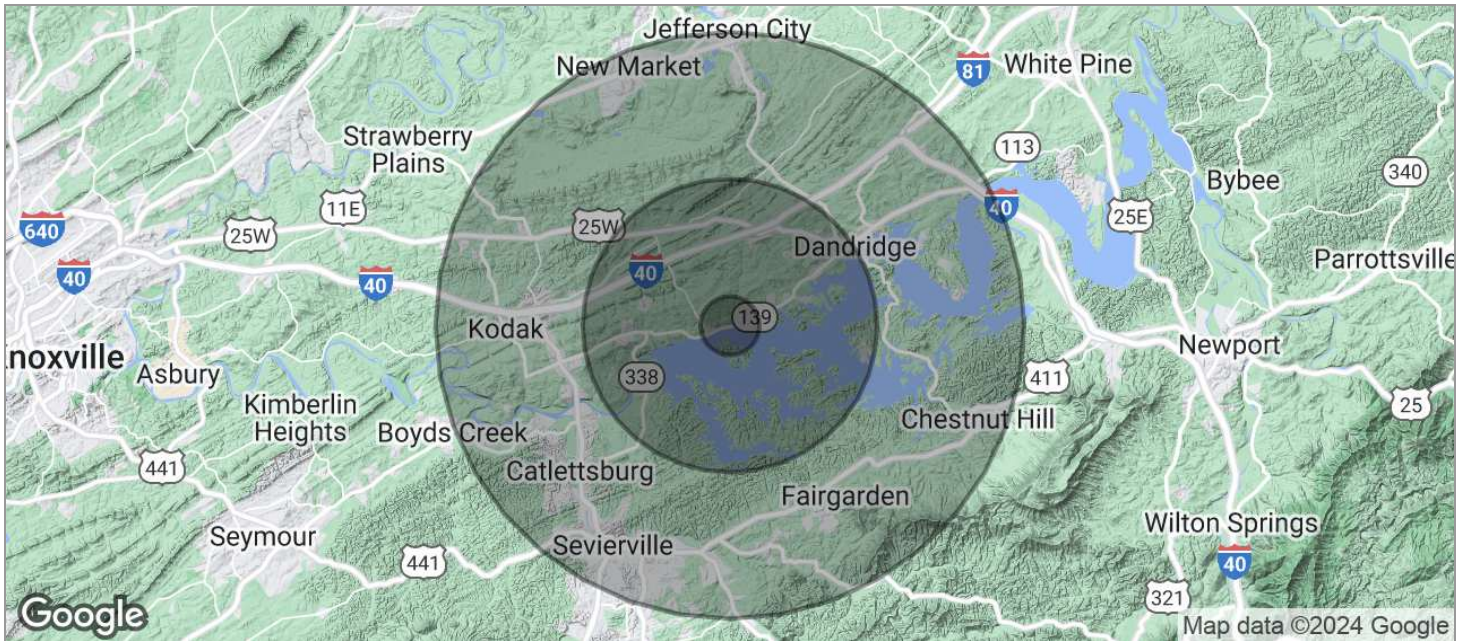 Jefferson City
New Market
81
White Pine
Strawberry
Plains
113
Bybee
340
11E
640
25W
25W
40
25E
Dandridge
Parrottsville
40
40
40
139
Kodak
Newport
Knoxville
Asbury
338
411
25
Kimberlin
Heights
Boyds Creek
Chestnut Hill
441
Catlettsburg
Fairgarden
Wilton Springs
Seymour
Sevierville
441
40
321
Google
Map data ©2024 Google